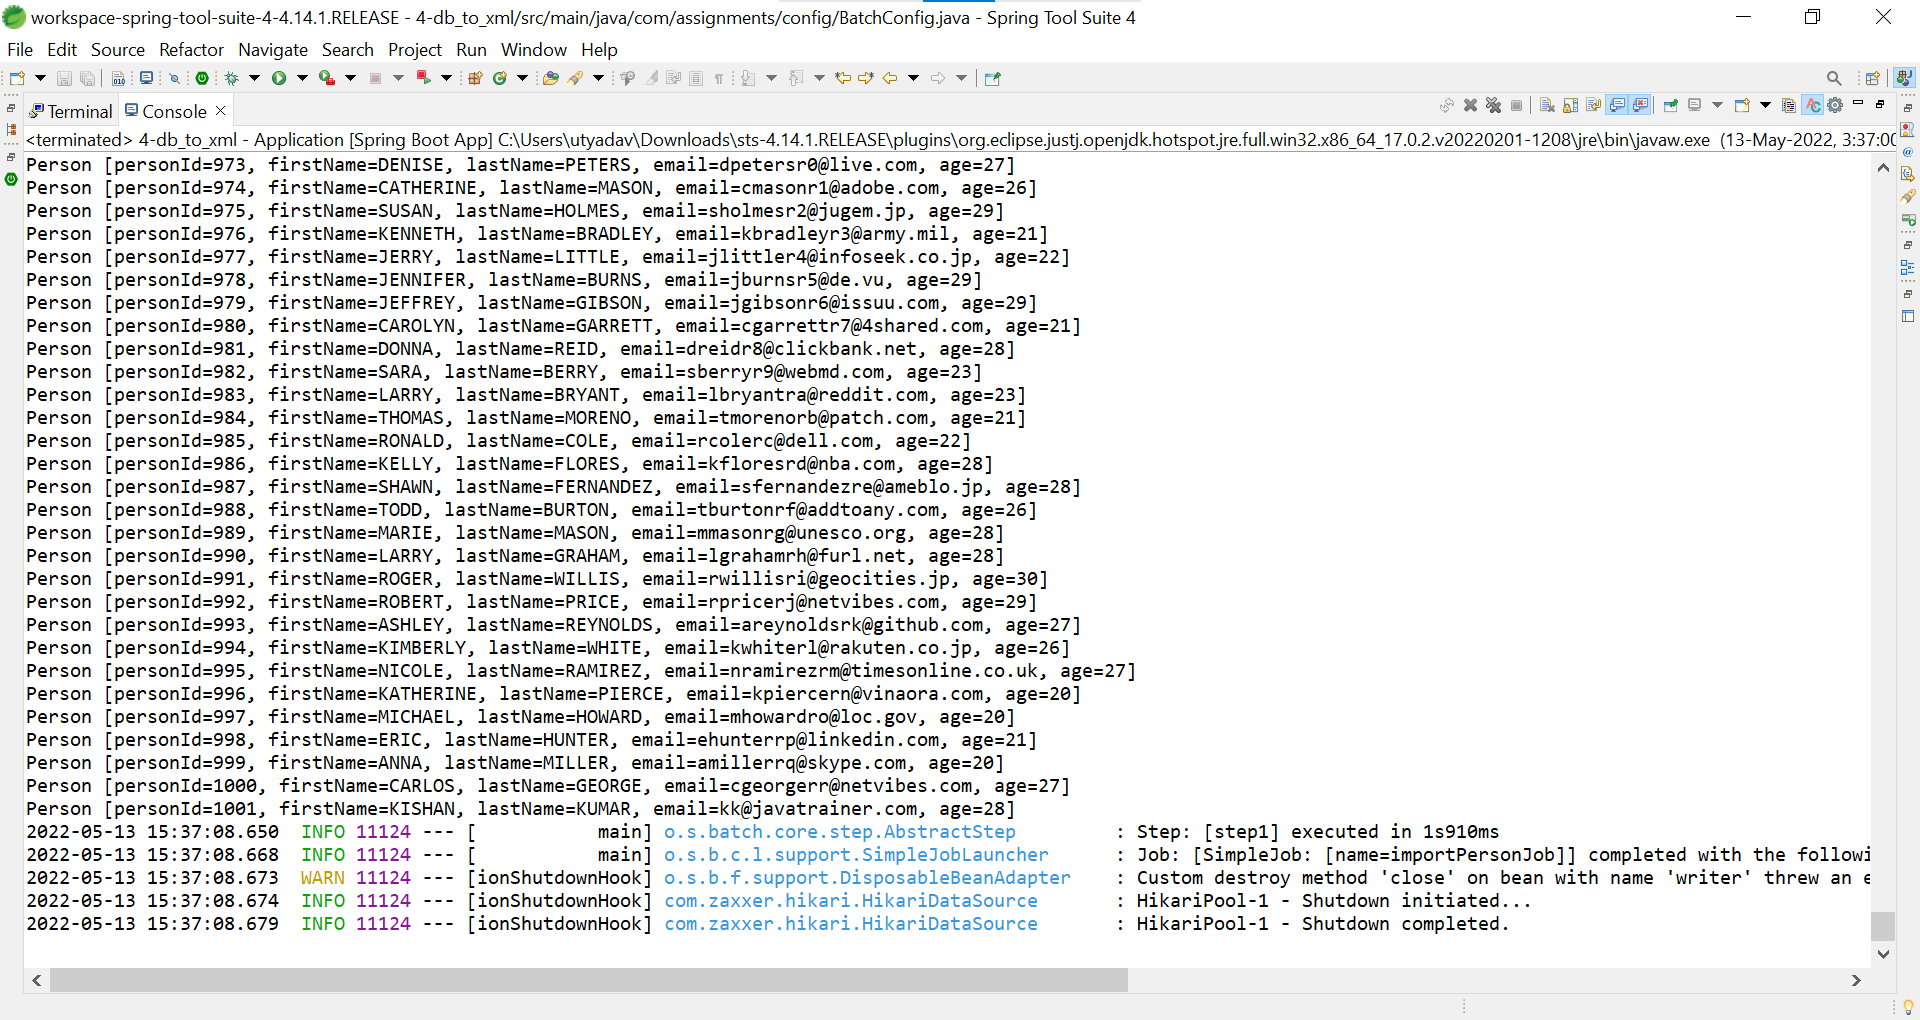 workspace-spring-tool-suite-4-4.14.1.RELEASE - 4-db_to_xml/src/main/java/com/assignments/config/BatchConfig.java - Spring Tool Suite 4
File Edit Source Refactor Navigate Search Project Run Window Help
Terminal Console
<terminated> 4-db_to_xml - Application [Spring Boot App] C:\Users\utyadav\Downloads\sts-4.14.1.RELEASE\plugins\org.eclipse.justj.openjdk.hotspot.jre.full.win32.x86_64_17.0.2.v20220201-1208\jre\bin\javaw.exe (13-May-2022, 3:37:00
Person [personId=973, firstName=DENISE, lastName=PETERS, email=dpetersr0@live.com, age=27]
Person [personId=974, firstName=CATHERINE, lastName=MASON, email=cmasonr1@adobe.com, age=26]
Person [personId=975, firstName=SUSAN, lastName=HOLMES, email=sholmesr2@jugem.jp, age=29]
Person [personId=976, firstName=KENNETH, lastName=BRADLEY, email=kbradleyr3@army.mil, age=21]
Person [personId=977, firstName=JERRY, lastName=LITTLE, email=jlittler4@infoseek.co.jp, age=22]
Person [personId=978, firstName=JENNIFER, lastName=BURNS, email=jburnsr5@de.vu, age=29]
Person [personId=979, firstName=JEFFREY, lastName=GIBSON, email=jgibsonr6@issuu.com, age=29]
Person [personId=980, firstName=CAROLYN, lastName=GARRETT, email=cgarrettr7@4shared.com, age=21]
Person [personId=981, firstName=DONNA, lastName=REID, email=dreidr8@clickbank.net, age=28]
Person [personId=982, firstName=SARA, lastName=BERRY, email=sberryr9@webmd.com, age=23]
Person [personId=983, firstName=LARRY, lastName=BRYANT, email=lbryantra@reddit.com, age=23]
Person [personId=984, firstName=THOMAS, lastName=MORENO, email=tmorenorb@patch.com, age=21]
Person [personId=985, firstName=RONALD, lastName=COLE, email=rcolerc@dell.com, age=22]
Person [personId=986, firstName=KELLY, lastName=FLORES, email=kfloresrd@nba.com, age=28]
Person [personId=987, firstName=SHAWN, lastName=FERNANDEZ, email=sfernandezre@ameblo.jp, age=28]
Person [personId=988, firstName=TODD, lastName=BURTON, email=tburtonrf@addtoany.com, age=26]
Person [personId=989, firstName=MARIE, lastName=MASON, email=mmasonrg@unesco.org, age=28]
Person [personId=990, firstName=LARRY, lastName=GRAHAM, email=lgrahamrh@furl.net, age=28]
Person [personId=991, firstName=ROGER, lastName=WILLIS, email=rwillisri@geocities.jp, age=30]
Person [personId=992, firstName=ROBERT, lastName=PRICE, email=rpricerj@netvibes.com, age=29]
Person [personId=993, firstName=ASHLEY, lastName=REYNOLDS, email=areynoldsrk@github.com, age=27]
Person [personId=994, firstName=KIMBERLY, lastName=WHITE, email=kwhiterl@rakuten.co.jp, age=26]
Person [personId=995, firstName=NICOLE, lastName=RAMIREZ, email=nramirezrm@timesonline.co.uk, age=27]
Person [personId=996, firstName=KATHERINE, lastName=PIERCE, email=kpiercern@vinaora.com, age=20]
Person [personId=997, firstName=MICHAEL, lastName=HOWARD, email=mhowardro@loc.gov, age=20]
Person [personId=998, firstName=ERIC, lastName=HUNTER, email=ehunterrp@linkedin.com, age=21]
Person [personId=999, firstName=ANNA, lastName=MILLER, email=amillerrq@skype.com, age=20]
Person [personId=1000, firstName=CARLOS, lastName=GEORGE, email=cgeorgerr@netvibes.com, age=27]
Person [personId=1001, firstName=KISHAN, lastName=KUMAR, email=kk@javatrainer.com, age=28]
2022-05-13 15:37:08.650  INFO 11124 --- [           main] o.s.batch.core.step.AbstractStep         : Step: [step1] executed in 1s910ms
2022-05-13 15:37:08.668  INFO 11124 --- [           main] o.s.b.c.l.support.SimpleJobLauncher      : Job: [SimpleJob: [name=importPersonJob]] completed with the followi
2022-05-13 15:37:08.673  WARN 11124 --- [ionShutdownHook] o.s.b.f.support.DisposableBeanAdapter    : Custom destroy method 'close' on bean with name 'writer' threw an e
2022-05-13 15:37:08.674  INFO 11124 --- [ionShutdownHook] com.zaxxer.hikari.HikariDataSource       : HikariPool-1 - Shutdown initiated...
2022-05-13 15:37:08.679  INFO 11124 --- [ionShutdownHook] com.zaxxer.hikari.HikariDataSource       : HikariPool-1 - Shutdown completed.